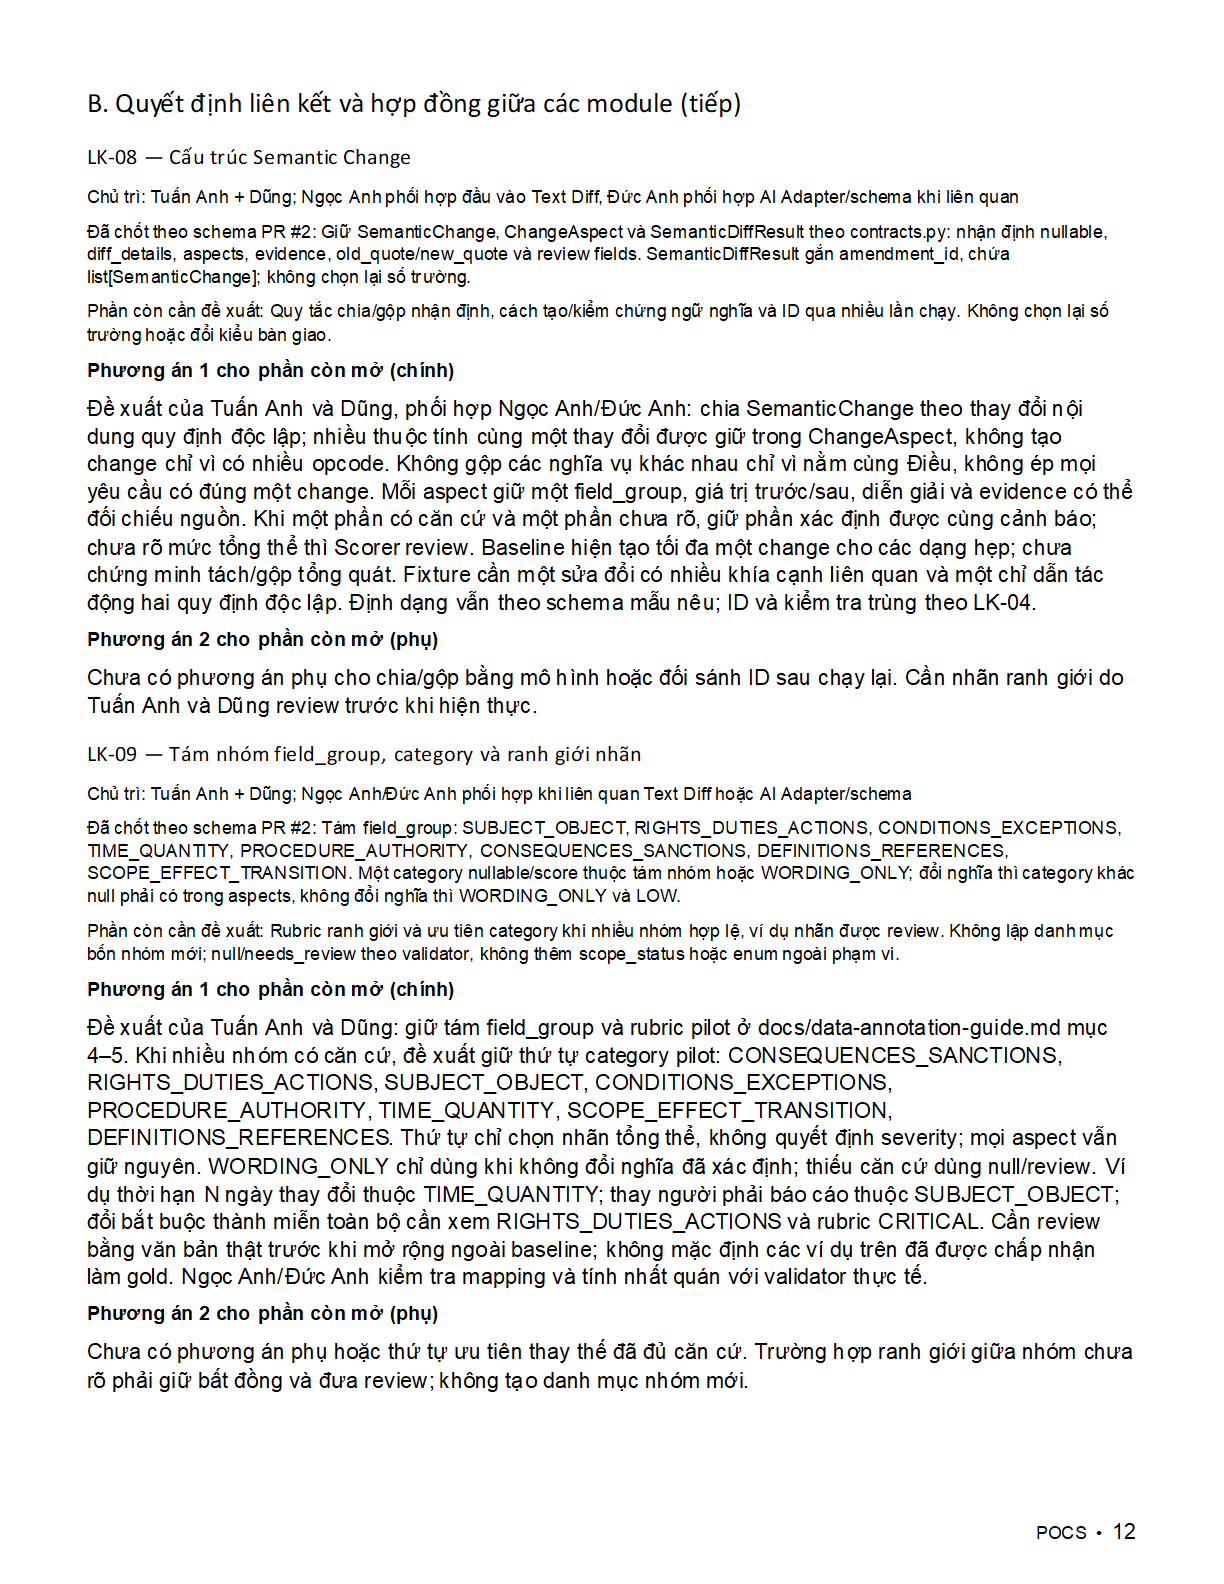 B. Quyết định liên kết và hợp đồng giữa các module (tiếp)
LK-08 — Cấu trúc Semantic Change
Chủ trì: Tuấn Anh + Dũng; Ngọc Anh phối hợp đầu vào Text Diff, Đức Anh phối hợp AI Adapter/schema khi liên quan
Đã chốt theo schema PR #2: Giữ SemanticChange, ChangeAspect và SemanticDiffResult theo contracts.py: nhận định nullable,
diff_details, aspects, evidence, old_quote/new_quote và review fields. SemanticDiffResult gắn amendment_id, chứa
list[SemanticChange]; không chọn lại số trường.
Phần còn cần đề xuất: Quy tắc chia/gộp nhận định, cách tạo/kiểm chứng ngữ nghĩa và ID qua nhiều lần chạy. Không chọn lại số
trường hoặc đổi kiểu bàn giao.
Phương án 1 cho phần còn mở (chính)
Đề xuất của Tuấn Anh và Dũng, phối hợp Ngọc Anh/Đức Anh: chia SemanticChange theo thay đổi nội
dung quy định độc lập; nhiều thuộc tính cùng một thay đổi được giữ trong ChangeAspect, không tạo
change chỉ vì có nhiều opcode. Không gộp các nghĩa vụ khác nhau chỉ vì nằm cùng Điều, không ép mọi
yêu cầu có đúng một change. Mỗi aspect giữ một field_group, giá trị trước/sau, diễn giải và evidence có thể
đối chiếu nguồn. Khi một phần có căn cứ và một phần chưa rõ, giữ phần xác định được cùng cảnh báo;
chưa rõ mức tổng thể thì Scorer review. Baseline hiện tạo tối đa một change cho các dạng hẹp; chưa
chứng minh tách/gộp tổng quát. Fixture cần một sửa đổi có nhiều khía cạnh liên quan và một chỉ dẫn tác
động hai quy định độc lập. Định dạng vẫn theo schema mẫu nêu; ID và kiểm tra trùng theo LK-04.
Phương án 2 cho phần còn mở (phụ)
Chưa có phương án phụ cho chia/gộp bằng mô hình hoặc đối sánh ID sau chạy lại. Cần nhãn ranh giới do
Tuấn Anh và Dũng review trước khi hiện thực.
LK-09 — Tám nhóm field_group, category và ranh giới nhãn
Chủ trì: Tuấn Anh + Dũng; Ngọc Anh/Đức Anh phối hợp khi liên quan Text Diff hoặc AI Adapter/schema
Đã chốt theo schema PR #2: Tám field_group: SUBJECT_OBJECT, RIGHTS_DUTIES_ACTIONS, CONDITIONS_EXCEPTIONS,
TIME_QUANTITY, PROCEDURE_AUTHORITY, CONSEQUENCES_SANCTIONS, DEFINITIONS_REFERENCES,
SCOPE_EFFECT_TRANSITION. Một category nullable/score thuộc tám nhóm hoặc WORDING_ONLY; đổi nghĩa thì category khác
null phải có trong aspects, không đổi nghĩa thì WORDING_ONLY và LOW.
Phần còn cần đề xuất: Rubric ranh giới và ưu tiên category khi nhiều nhóm hợp lệ, ví dụ nhãn được review. Không lập danh mục
bốn nhóm mới; null/needs_review theo validator, không thêm scope_status hoặc enum ngoài phạm vi.
Phương án 1 cho phần còn mở (chính)
Đề xuất của Tuấn Anh và Dũng: giữ tám field_group và rubric pilot ở docs/data-annotation-guide.md mục
4–5. Khi nhiều nhóm có căn cứ, đề xuất giữ thứ tự category pilot: CONSEQUENCES_SANCTIONS,
RIGHTS_DUTIES_ACTIONS, SUBJECT_OBJECT, CONDITIONS_EXCEPTIONS,
PROCEDURE_AUTHORITY, TIME_QUANTITY, SCOPE_EFFECT_TRANSITION,
DEFINITIONS_REFERENCES. Thứ tự chỉ chọn nhãn tổng thể, không quyết định severity; mọi aspect vẫn
giữ nguyên. WORDING_ONLY chỉ dùng khi không đổi nghĩa đã xác định; thiếu căn cứ dùng null/review. Ví
dụ thời hạn N ngày thay đổi thuộc TIME_QUANTITY; thay người phải báo cáo thuộc SUBJECT_OBJECT;
đổi bắt buộc thành miễn toàn bộ cần xem RIGHTS_DUTIES_ACTIONS và rubric CRITICAL. Cần review
bằng văn bản thật trước khi mở rộng ngoài baseline; không mặc định các ví dụ trên đã được chấp nhận
làm gold. Ngọc Anh/Đức Anh kiểm tra mapping và tính nhất quán với validator thực tế.
Phương án 2 cho phần còn mở (phụ)
Chưa có phương án phụ hoặc thứ tự ưu tiên thay thế đã đủ căn cứ. Trường hợp ranh giới giữa nhóm chưa
rõ phải giữ bất đồng và đưa review; không tạo danh mục nhóm mới.
POCS • 12